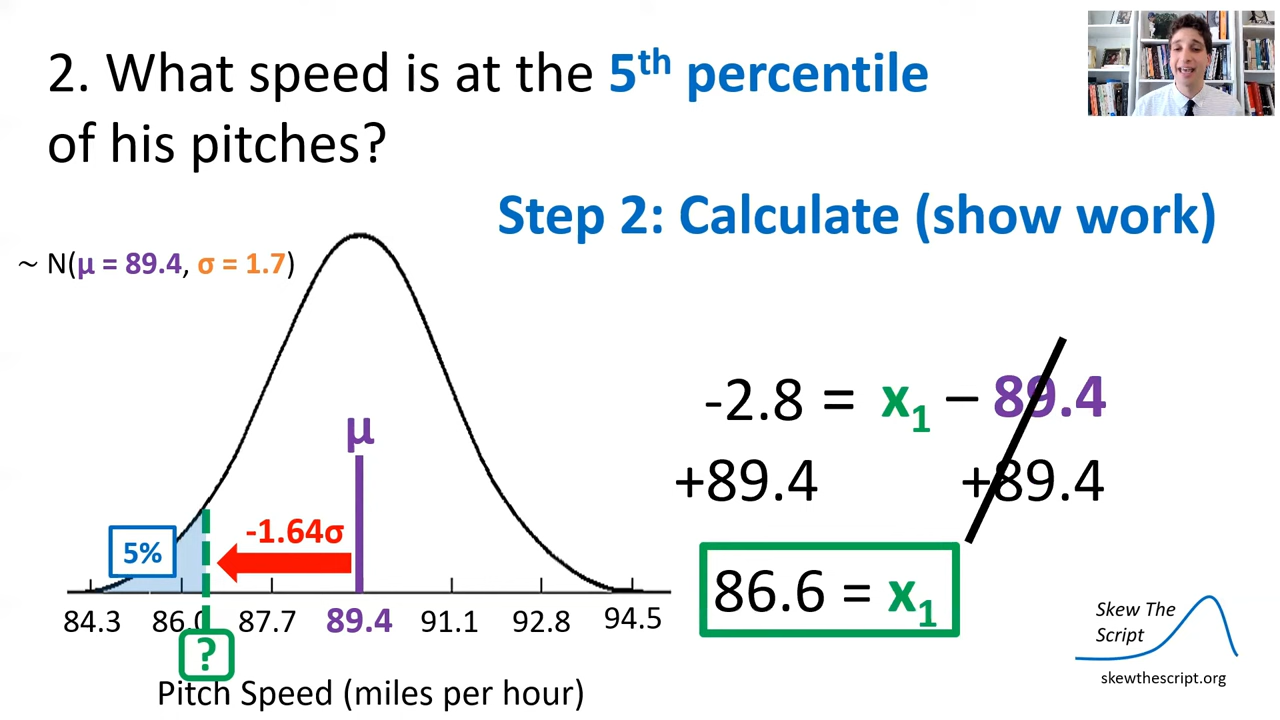 2. What speed is at the 5th percentile
of his pitches?
Step 2: Calculate (show work)
~ N(μ = 89.4, σ = 1.7)
μ
-1.64σ
5%
84.3 86.0 87.7 89.4 91.1 92.8 94.5
?
Pitch Speed (miles per hour)
-2.8 = x₁ – 89.4
+89.4 +89.4
86.6 = x₁
Skew The
Script
skewthescript.org